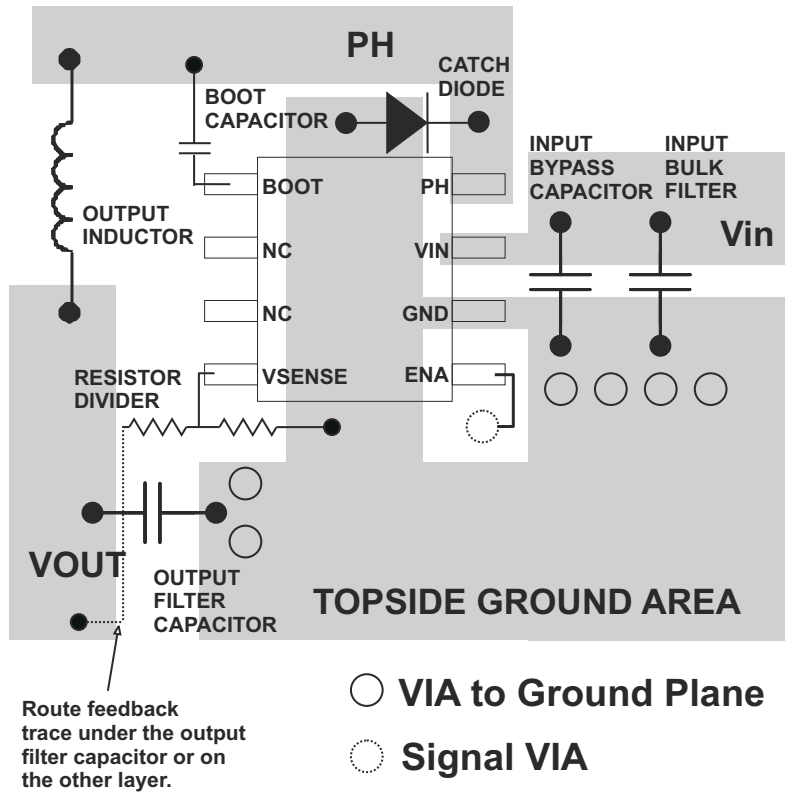 PH
CATCH
DIODE
BOOT
CAPACITOR
INPUT
BYPASS
CAPACITOR
INPUT
BULK
FILTER
BOOT
PH
OUTPUT
INDUCTOR
Vin
NC
VIN
NC
GND
RESISTOR
DIVIDER
VSENSE
ENA
VOUT
OUTPUT
FILTER
CAPACITOR
TOPSIDE GROUND AREA
Route feedback
trace under the output
filter capacitor or on
the other layer.
VIA to Ground Plane
Signal VIA